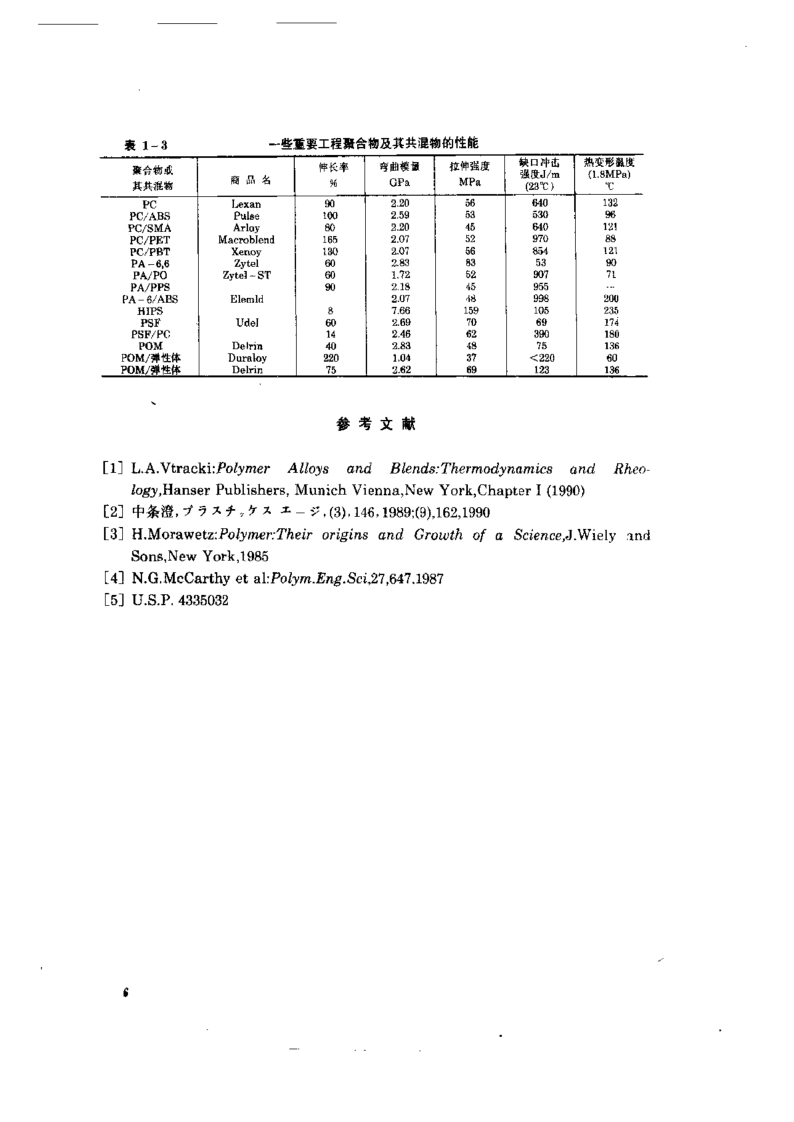 表 1-3 一些重要工程聚合物及其共混物的性能
聚合物或其共混物 商品名 伸长率 % 弯曲模量 GPa 拉伸强度 MPa 缺口冲击强度J/m (23℃) 热变形温度 (1.8MPa) ℃
PC Lexan 90 2.20 56 640 132
PC/ABS Pulse 100 2.59 53 530 96
PC/SMA Arloy 80 2.20 45 640 121
PC/PET Macroblend 165 2.07 52 970 88
PC/PBT Xenoy 130 2.07 56 854 121
PA-6,6 Zytel 60 2.83 83 53 90
PA/PO Zytel-ST 60 1.72 52 907 71
PA/PPS 90 2.18 45 955 ...
PA-6/ABS Elemld 2.07 48 998 200
HIPS 8 7.66 159 105 235
PSF Udel 60 2.69 70 69 174
PSF/PC 14 2.46 62 390 180
POM Delrin 40 2.83 48 75 136
POM/弹性体 Duraloy 220 1.04 37 <220 60
POM/弹性体 Delrin 75 2.62 69 123 136
参考文献
[1] L.A.Vtracki:Polymer Alloys and Blends:Thermodynamics and Rheo-
logy,Hanser Publishers, Munich Vienna,New York,Chapter I (1990)
[2] 中条澄,プラスチックス エ-ジ,(3),146,1989;(9),162,1990
[3] H.Morawetz:Polymer:Their origins and Growth of a Science,J.Wiely and
Sons,New York,1985
[4] N.G.McCarthy et al:Polym.Eng.Sci,27,647.1987
[5] U.S.P. 4335032
6